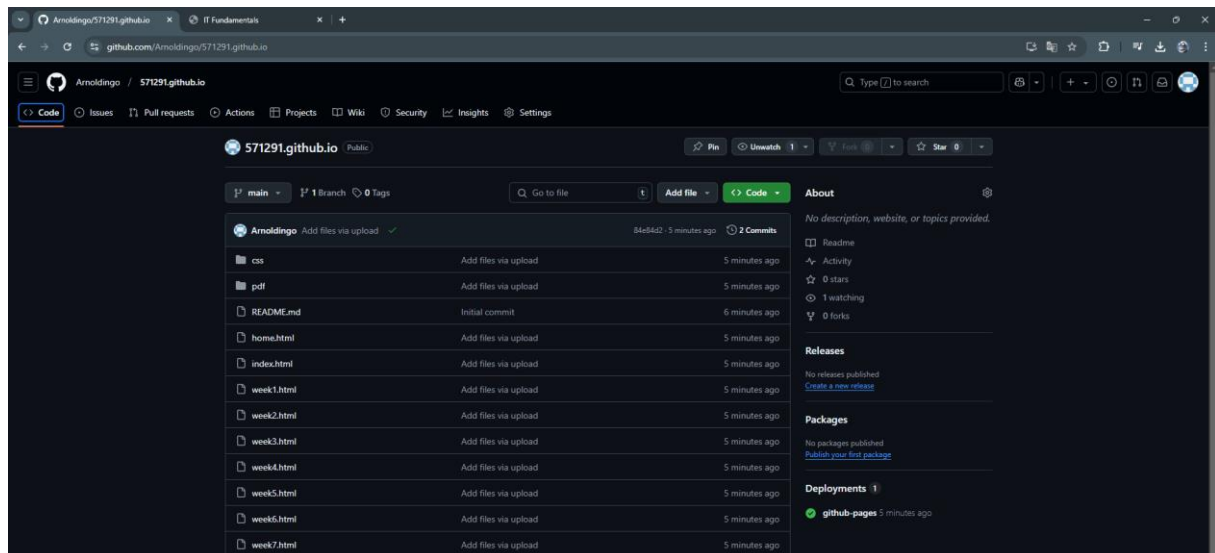 Arnoldingo/571291.github.io
IT Fundamentals
github.com/Arnoldingo/571291.github.io
Arnoldingo / 571291.github.io
Type / to search
Code Issues Pull requests Actions Projects Wiki Security Insights Settings
571291.github.io Public
Pin Unwatch 1 Fork 0 Star 0
main 1 Branch 0 Tags Go to file t Add file Code
Arnoldingo Add files via upload 84e84d2 · 5 minutes ago 2 Commits
css Add files via upload 5 minutes ago
pdf Add files via upload 5 minutes ago
README.md Initial commit 6 minutes ago
home.html Add files via upload 5 minutes ago
index.html Add files via upload 5 minutes ago
week1.html Add files via upload 5 minutes ago
week2.html Add files via upload 5 minutes ago
week3.html Add files via upload 5 minutes ago
week4.html Add files via upload 5 minutes ago
week5.html Add files via upload 5 minutes ago
week6.html Add files via upload 5 minutes ago
week7.html Add files via upload 5 minutes ago
About
No description, website, or topics provided.
Readme
Activity
0 stars
1 watching
0 forks
Releases
No releases published
Create a new release
Packages
No packages published
Publish your first package
Deployments 1
github-pages 5 minutes ago